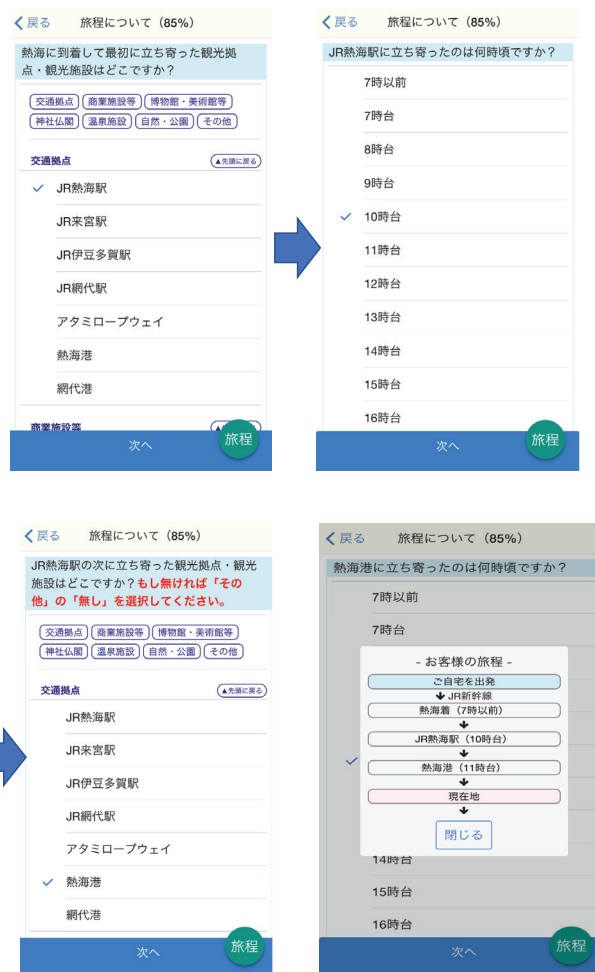 戻る 旅程について（85%）
熱海に到着して最初に立ち寄った観光拠
点・観光施設はどこですか？
交通拠点 商業施設等 博物館・美術館等
神社仏閣 温泉施設 自然・公園 その他
交通拠点 ▲先頭に戻る
JR熱海駅
JR来宮駅
JR伊豆多賀駅
JR網代駅
アタミロープウェイ
熱海港
網代港
商業施設等
次へ 旅程
戻る 旅程について（85%）
JR熱海駅に立ち寄ったのは何時頃ですか？
7時以前
7時台
8時台
9時台
10時台
11時台
12時台
13時台
14時台
15時台
16時台
次へ 旅程
戻る 旅程について（85%）
JR熱海駅の次に立ち寄った観光拠点・観光
施設はどこですか？もし無ければ「その
他」の「無し」を選択してください。
交通拠点 商業施設等 博物館・美術館等
神社仏閣 温泉施設 自然・公園 その他
交通拠点 ▲先頭に戻る
JR熱海駅
JR来宮駅
JR伊豆多賀駅
JR網代駅
アタミロープウェイ
熱海港
網代港
次へ 旅程
戻る 旅程について（85%）
熱海港に立ち寄ったのは何時頃ですか？
7時以前
7時台
- お客様の旅程 -
ご自宅を出発
JR新幹線
熱海着（7時以前）
JR熱海駅（10時台）
熱海港（11時台）
現在地
閉じる
14時台
15時台
16時台
次へ 旅程